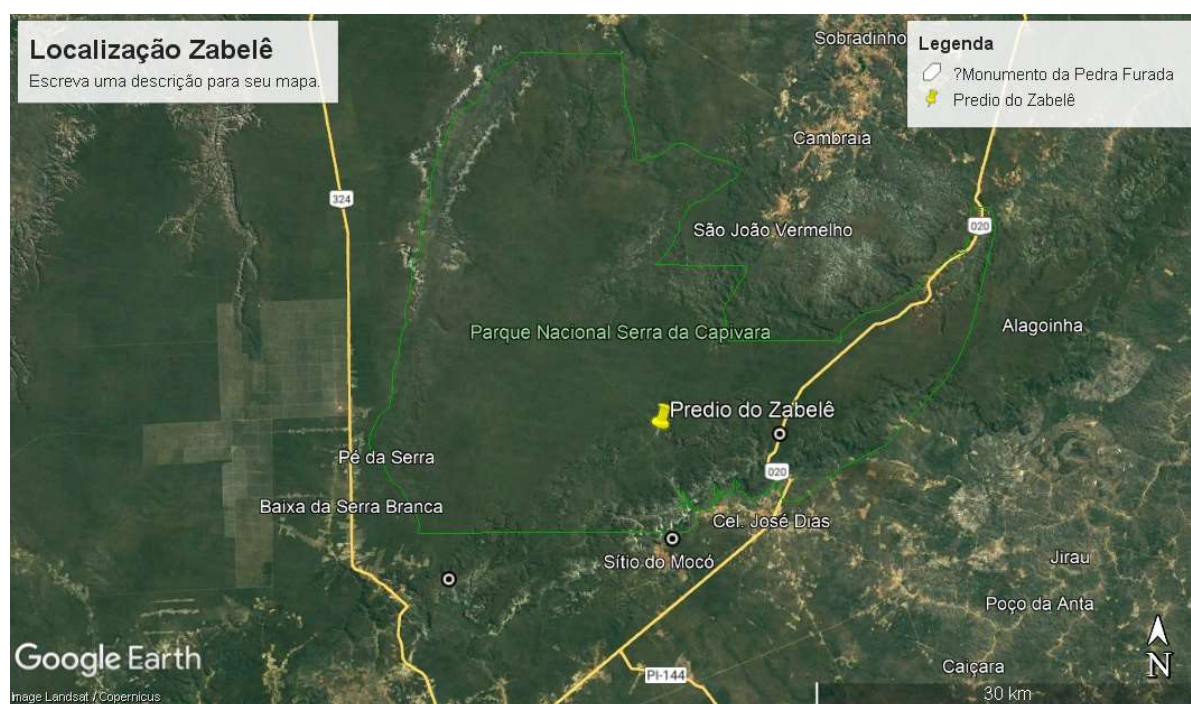 Localização Zabelê
Escreva uma descrição para seu mapa.
Legenda
?Monumento da Pedra Furada
Predio do Zabelê
Sobradinho
Cambraia
324
São João Vermelho
020
Parque Nacional Serra da Capivara
Alagoinha
Predio do Zabelê
Pé da Serra
020
Baixa da Serra Branca
Cel. José Dias
Sítio do Mocó
Jirau
Poço da Anta
Google Earth
PI-144
Caiçara
N
Image Landsat / Copernicus
30 km